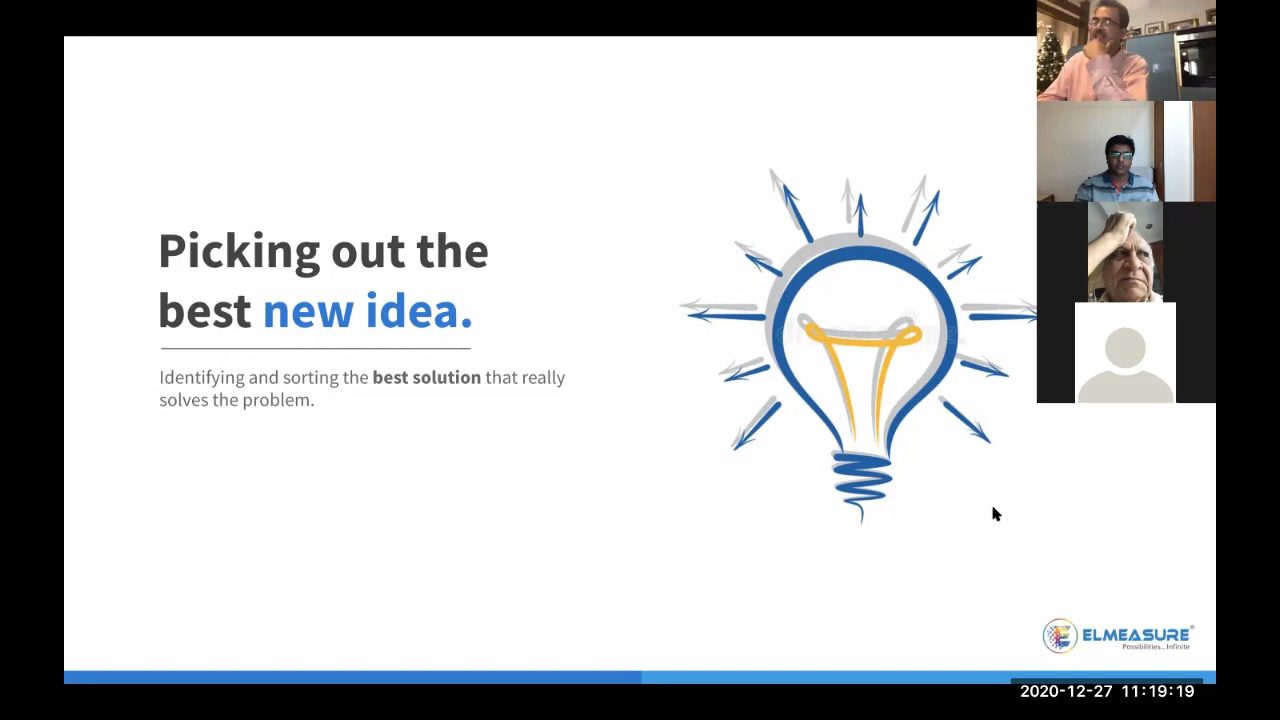 Picking out the
best new idea.
Identifying and sorting the best solution that really
solves the problem.
ELMEASURE®
Possibilities...Infinite
2020-12-27 11:19:19